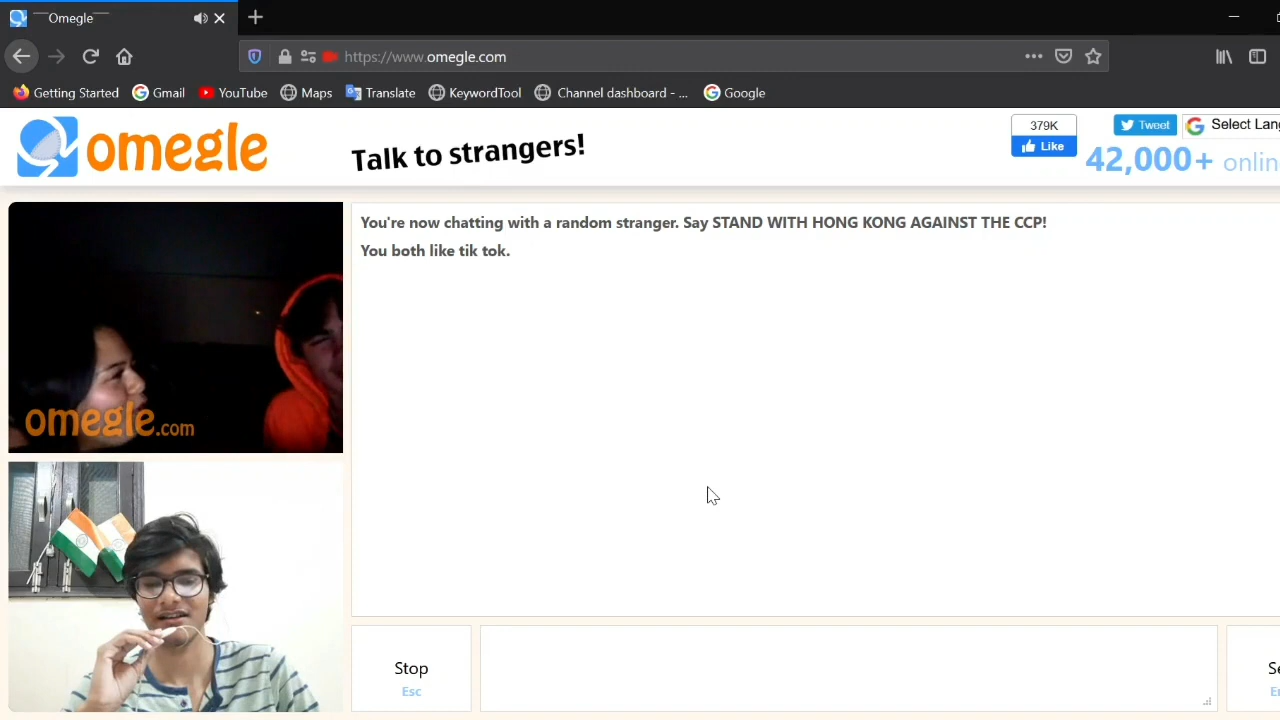 Omegle
https://www.omegle.com
Getting Started Gmail YouTube Maps Translate KeywordTool Channel dashboard - ... Google
omegle
Talk to strangers!
379K
Like
Tweet
Select Lang
42,000+ onlin
You're now chatting with a random stranger. Say STAND WITH HONG KONG AGAINST THE CCP!
You both like tik tok.
omegle.com
Stop
Esc
Se
En